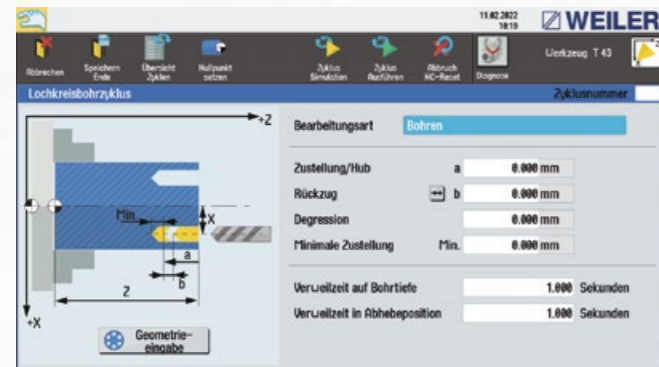 11.02.2022
10:19
WEILER
Abbrechen
Speichern
Ende
Übersicht
Zyklen
Nullpunkt
setzen
Zyklus
Simulation
Zyklus
Ausführen
Abbruch
NC-Reset
Diagnose
Werkzeug T 43
Lochkreisbohrzyklus
Zyklusnummer
+Z
Bearbeitungsart Bohren
Zustellung/Hub a 0.000 mm
Rückzug b 0.000 mm
Degression 0.000 mm
Minimale Zustellung Min. 0.000 mm
Verweilzeit auf Bohrtiefe 1.000 Sekunden
Verweilzeit in Abhebeposition 1.000 Sekunden
Min.
X
a
b
Z
+X
Geometrie-
eingabe